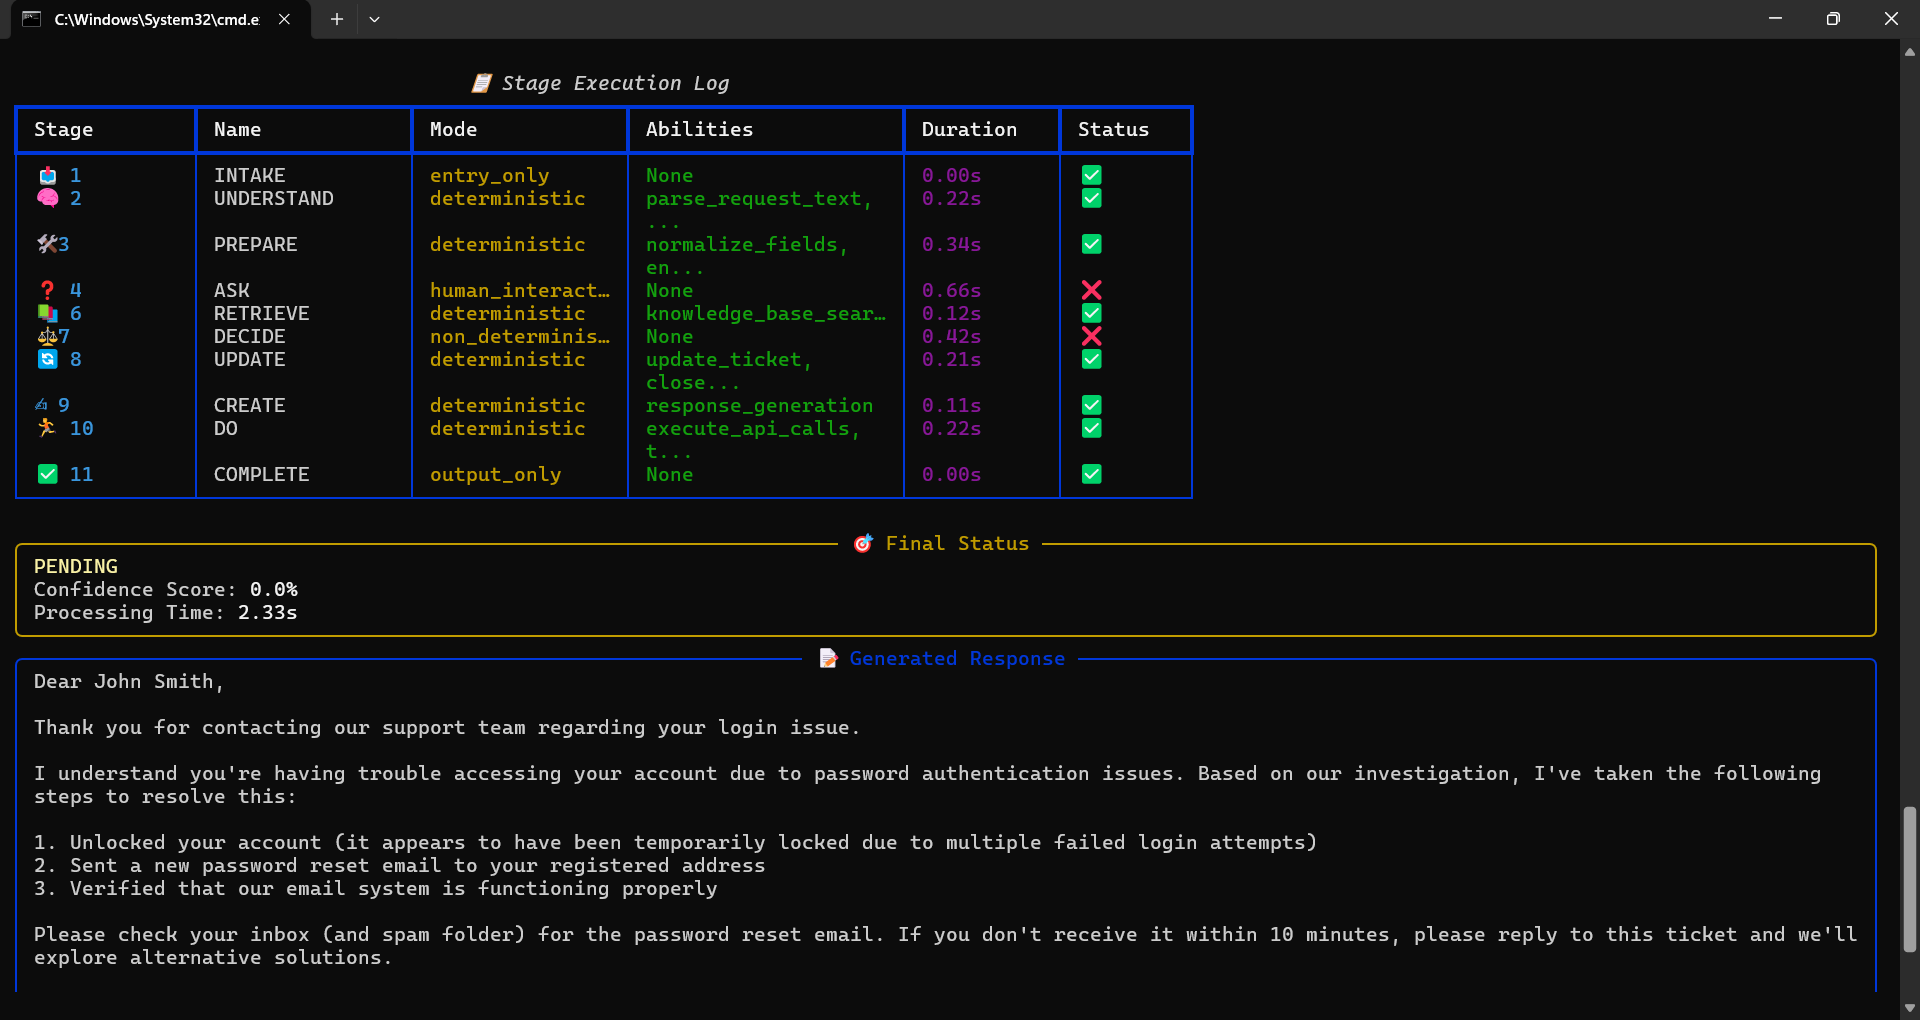 C:\Windows\System32\cmd.e
📋 Stage Execution Log
Stage Name Mode Abilities Duration Status
1 INTAKE entry_only None 0.00s ✅
2 UNDERSTAND deterministic parse_request_text, 0.22s ✅
...
3 PREPARE deterministic normalize_fields, 0.34s ✅
en...
❓ 4 ASK human_interact… None 0.66s ❌
6 RETRIEVE deterministic knowledge_base_sear… 0.12s ✅
7 DECIDE non_determinis… None 0.42s ❌
8 UPDATE deterministic update_ticket, 0.21s ✅
close...
9 CREATE deterministic response_generation 0.11s ✅
10 DO deterministic execute_api_calls, 0.22s ✅
t...
✅ 11 COMPLETE output_only None 0.00s ✅
🎯 Final Status
PENDING
Confidence Score: 0.0%
Processing Time: 2.33s
📝 Generated Response
Dear John Smith,
Thank you for contacting our support team regarding your login issue.
I understand you're having trouble accessing your account due to password authentication issues. Based on our investigation, I've taken the following
steps to resolve this:
1. Unlocked your account (it appears to have been temporarily locked due to multiple failed login attempts)
2. Sent a new password reset email to your registered address
3. Verified that our email system is functioning properly
Please check your inbox (and spam folder) for the password reset email. If you don't receive it within 10 minutes, please reply to this ticket and we'll
explore alternative solutions.